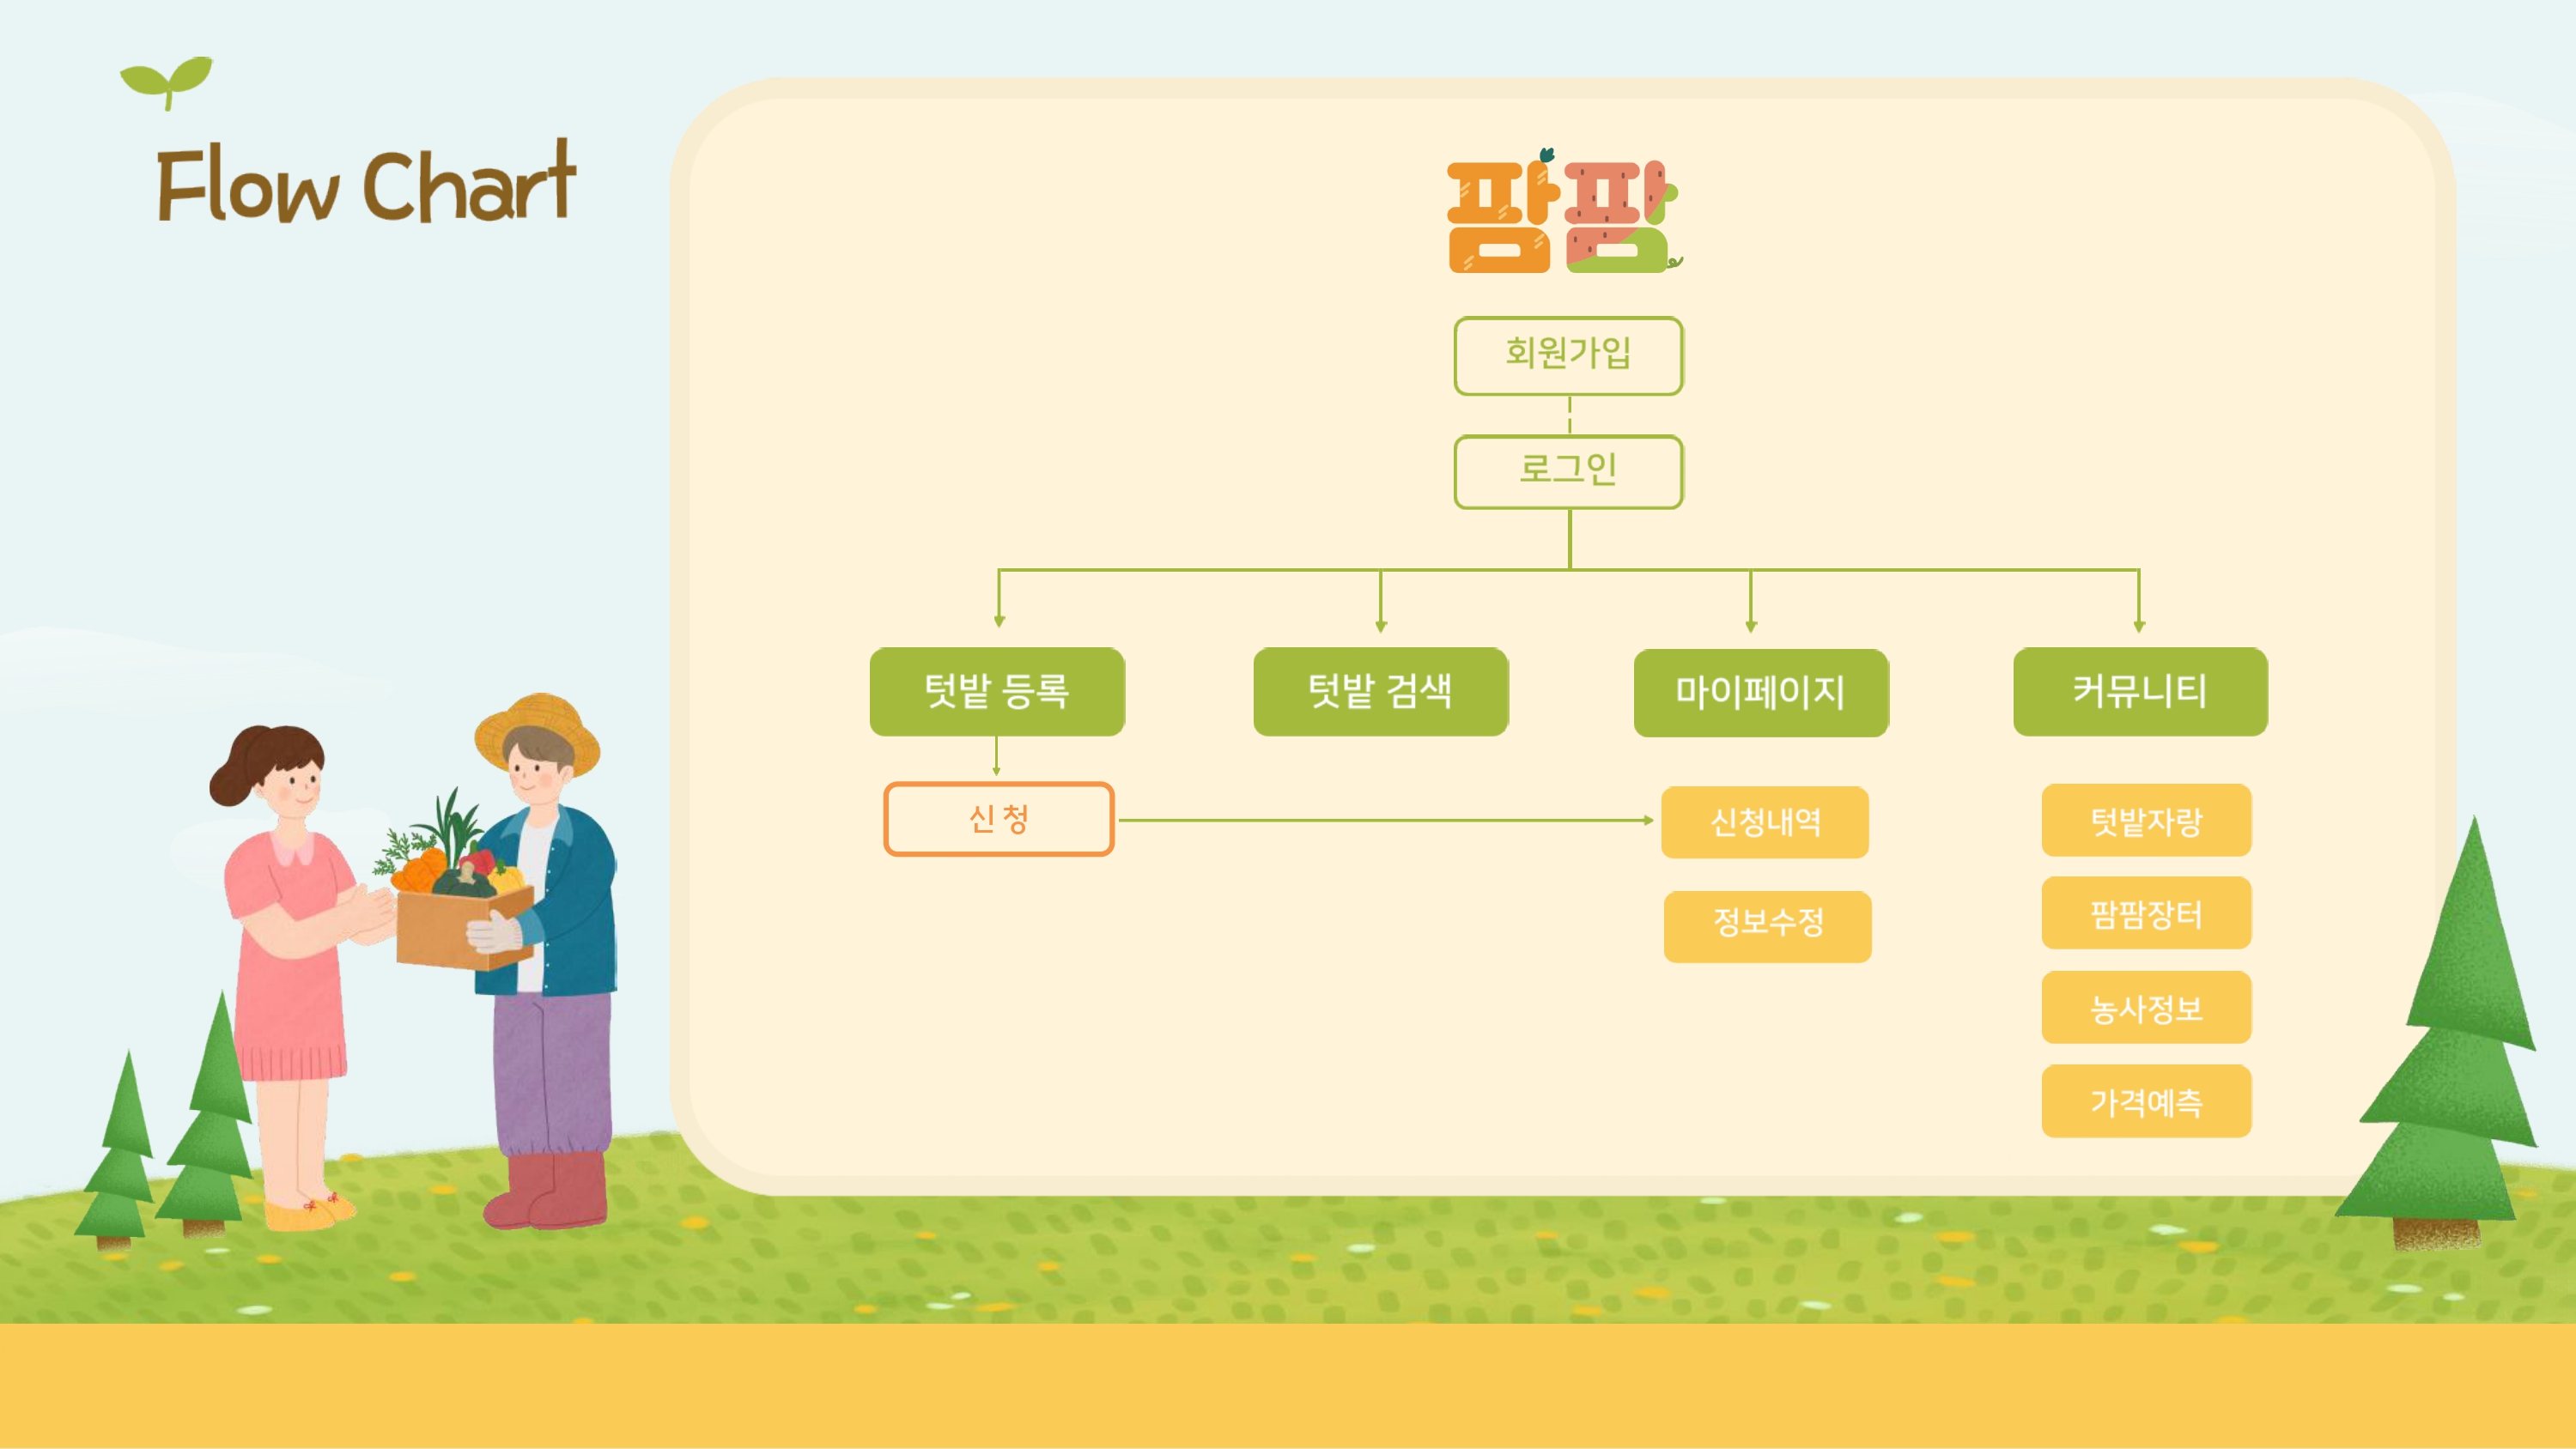 Flow Chart
팜팜
회원가입
로그인
텃밭 등록
텃밭 검색
마이페이지
커뮤니티
신 청
신청내역
정보수정
텃밭자랑
팜팜장터
농사정보
가격예측